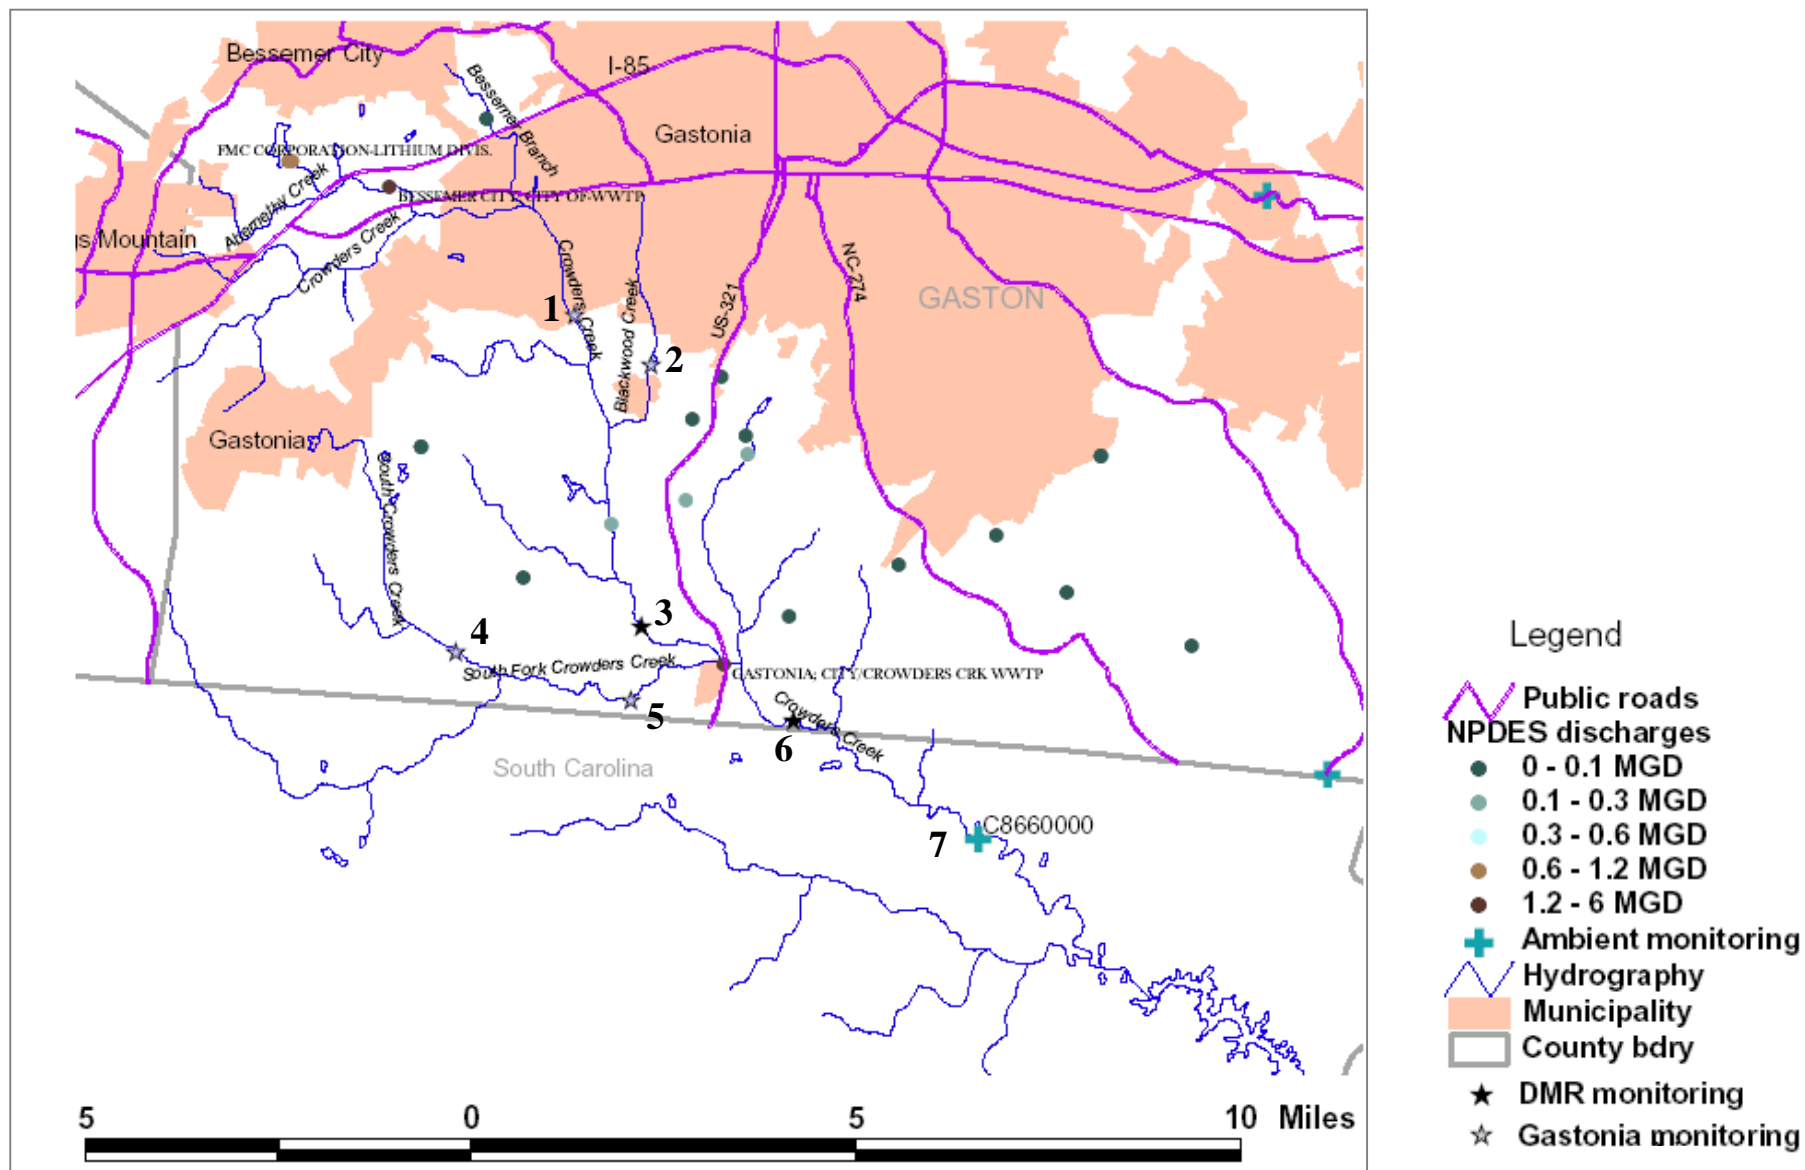 Bessemer City
I-85
Bessemer Branch
Gastonia
FMC CORPORATION-LITHIUM DIVIS.
Abernethy Creek
BESSEMER CITY; CITY OF-WWTP
gs Mountain
Crowders Creek
Crowders Creek
Blackwood Creek
US-321
NC-274
GASTON
1
2
Gastonia
South Crowders Creek
3
4
South Fork Crowders Creek
GASTONIA; CITY/CROWDERS CRK WWTP
5
Crowders Creek
6
South Carolina
7
C8660000
5
0
5
10 Miles
Legend
Public roads
NPDES discharges
0 - 0.1 MGD
0.1 - 0.3 MGD
0.3 - 0.6 MGD
0.6 - 1.2 MGD
1.2 - 6 MGD
Ambient monitoring
Hydrography
Municipality
County bdry
DMR monitoring
Gastonia monitoring